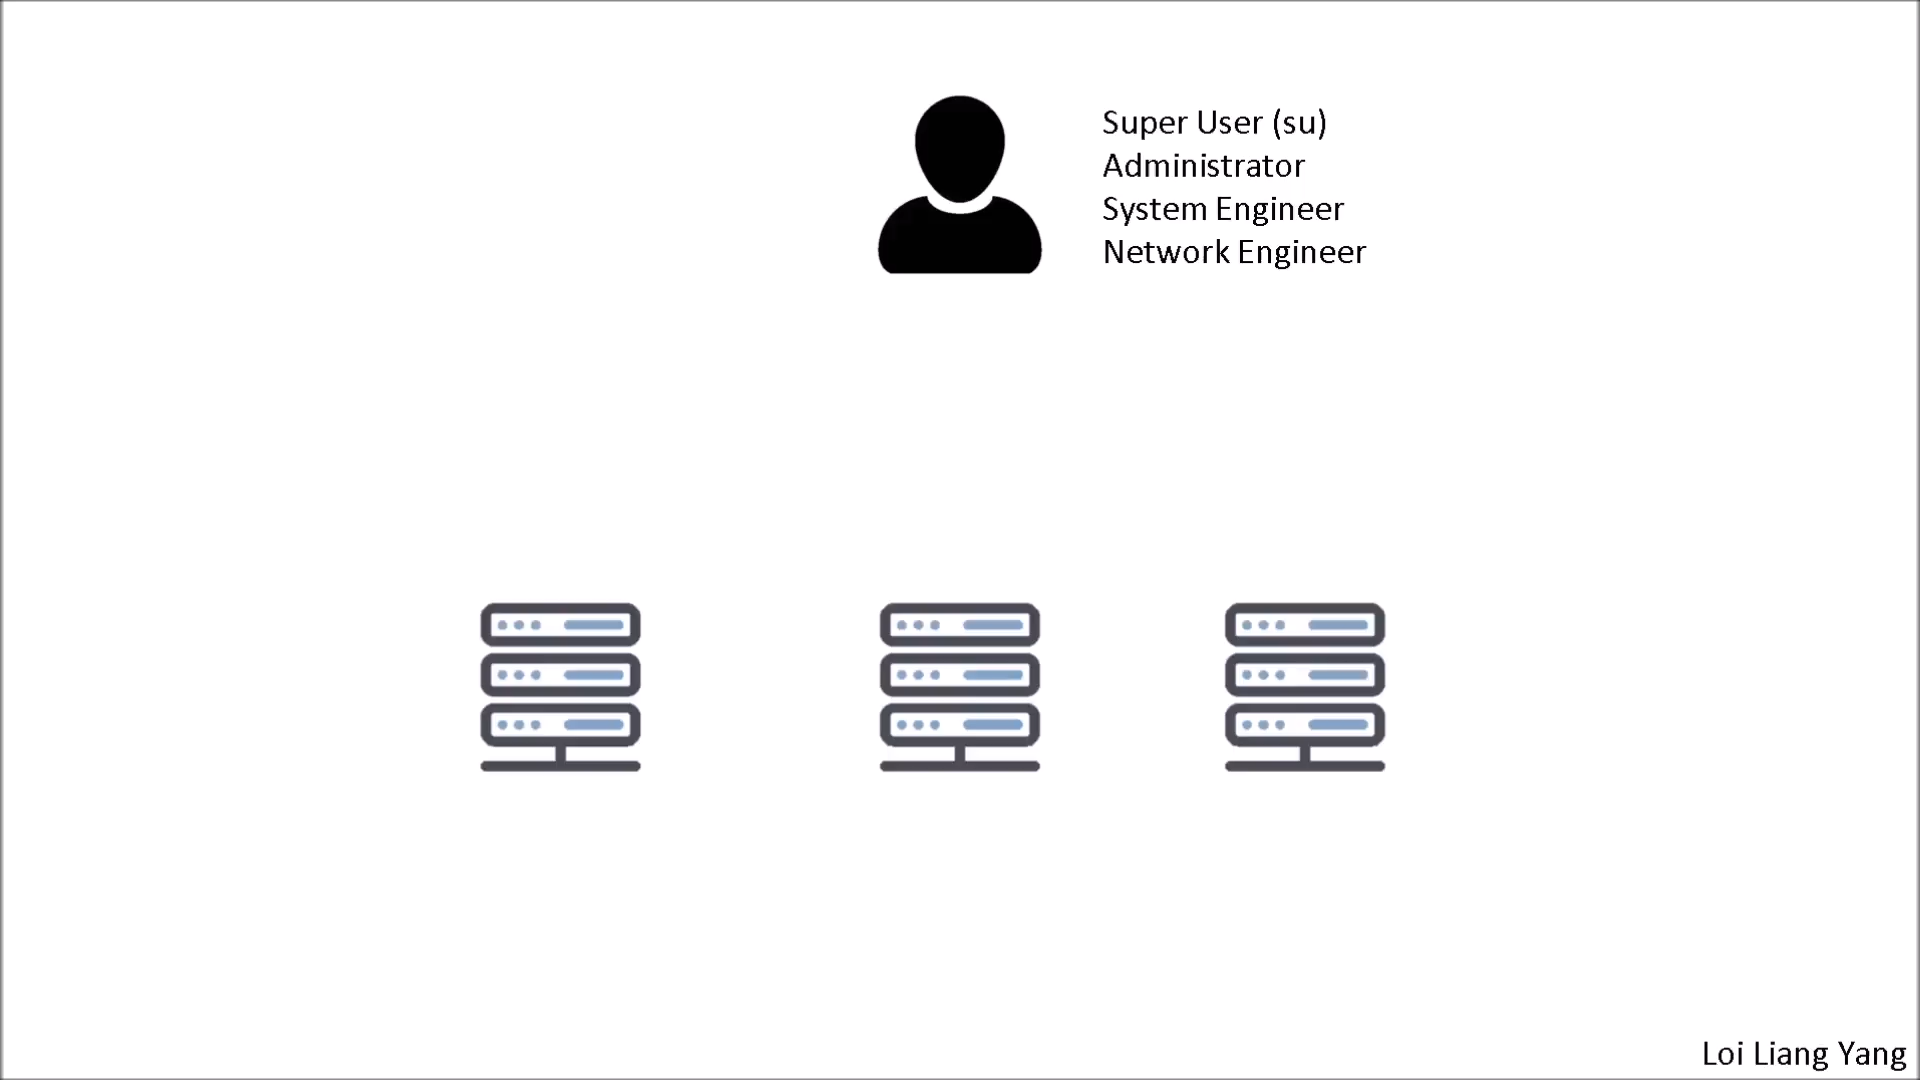 Super User (su)
Administrator
System Engineer
Network Engineer
Loi Liang Yang